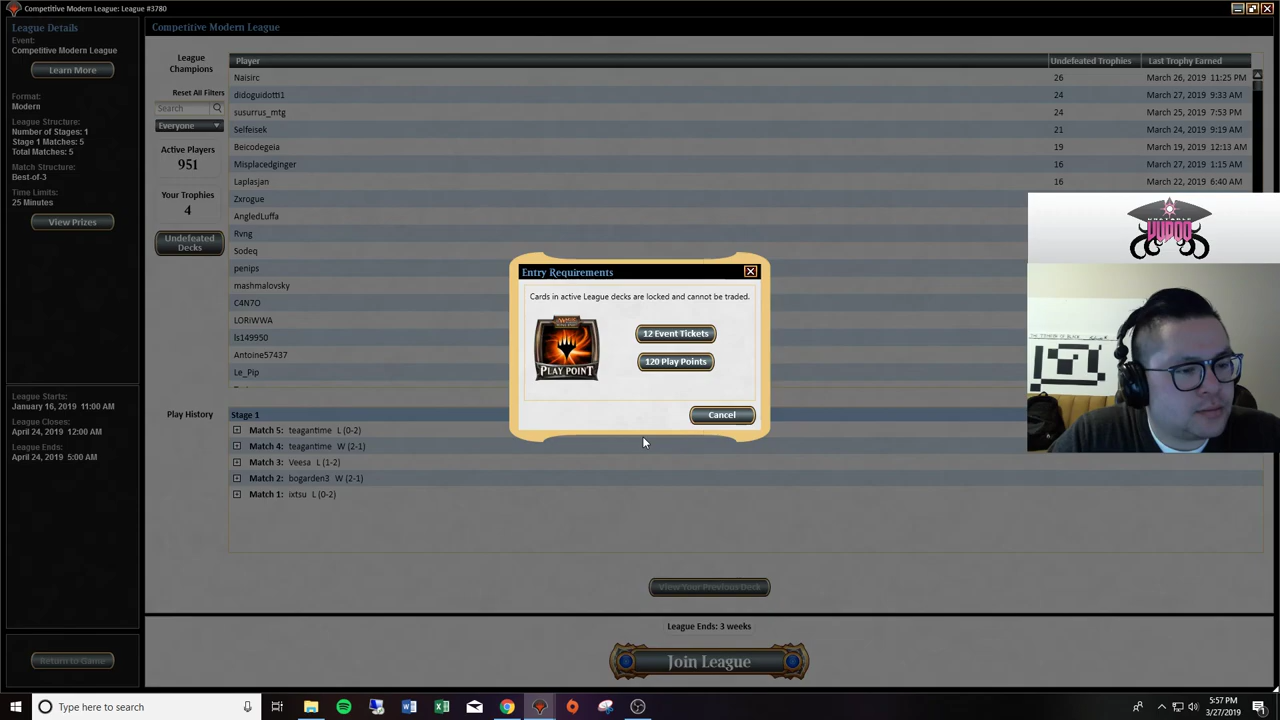 Competitive Modern League: League #3780
League Details
Event:
Competitive Modern League
Learn More
Format:
Modern
League Structure:
Number of Stages: 1
Stage 1 Matches: 5
Total Matches: 5
Match Structure:
Best-of-3
Time Limits:
25 Minutes
View Prizes
League Starts:
January 16, 2019 11:00 AM
League Closes:
April 24, 2019 12:00 AM
League Ends:
April 24, 2019 5:00 AM
Return to Game
Competitive Modern League
League
Champions
Reset All Filters
Search
Everyone
Active Players
951
Your Trophies
4
Undefeated
Decks
Player Undefeated Trophies Last Trophy Earned
Naisirc 26 March 26, 2019 11:25 PM
didoguidotti1 24 March 27, 2019 9:33 AM
susurrus_mtg 24 March 25, 2019 7:53 PM
Selfeisek 21 March 24, 2019 9:19 AM
Beicodegeia 19 March 19, 2019 12:13 AM
Misplacedginger 16 March 27, 2019 1:15 AM
Laplasjan 16 March 22, 2019 6:40 AM
Zxrogue
AngledLuffa
Rvng
Sodeq
penips
mashmalovsky
C4N7O
LORIWWA
ls149950
Antoine57437
Le_Pip
Entry Requirements
Cards in active League decks are locked and cannot be traded.
PLAY POINT
12 Event Tickets
120 Play Points
Cancel
Play History
Stage 1
Match 5: teagantime L (0-2)
Match 4: teagantime W (2-1)
Match 3: Veesa L (1-2)
Match 2: bogarden3 W (2-1)
Match 1: ixtsu L (0-2)
View Your Previous Deck
League Ends: 3 weeks
Join League
VUDOO
Type here to search
5:57 PM
3/27/2019